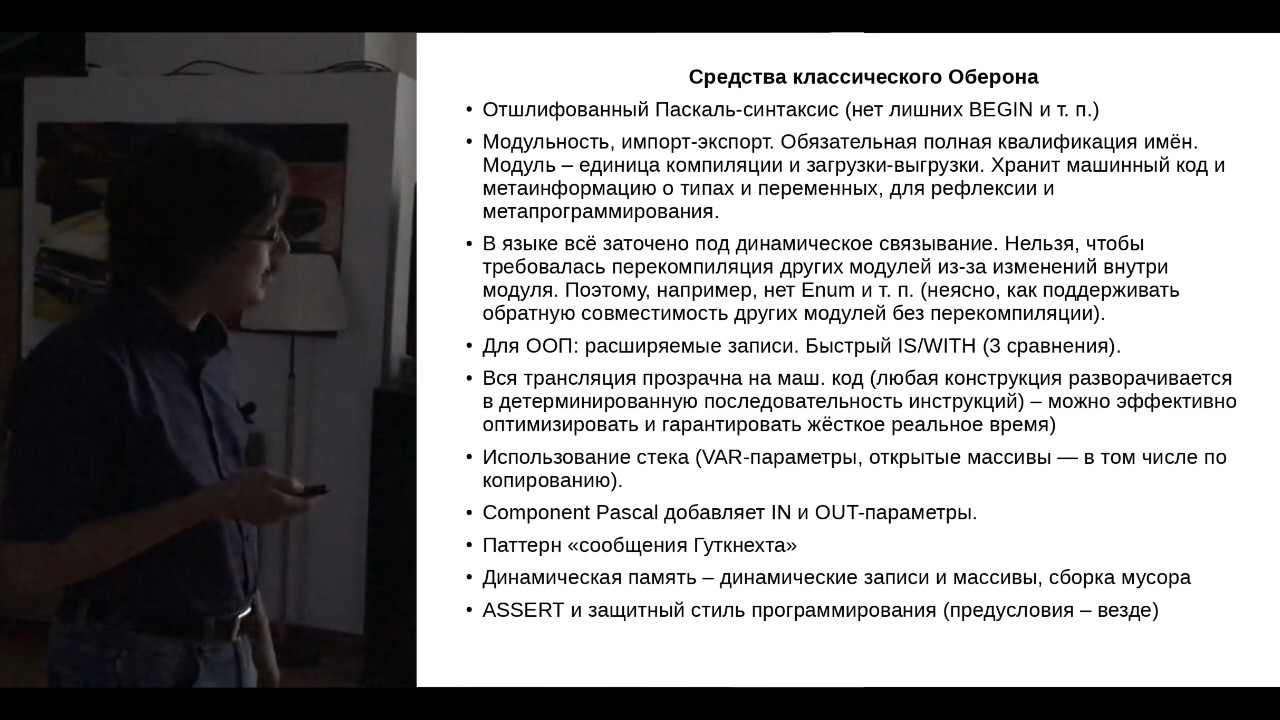 Средства классического Оберона
• Отшлифованный Паскаль-синтаксис (нет лишних BEGIN и т. п.)
• Модульность, импорт-экспорт. Обязательная полная квалификация имён.
Модуль – единица компиляции и загрузки-выгрузки. Хранит машинный код и
метаинформацию о типах и переменных, для рефлексии и
метапрограммирования.
• В языке всё заточено под динамическое связывание. Нельзя, чтобы
требовалась перекомпиляция других модулей из-за изменений внутри
модуля. Поэтому, например, нет Enum и т. п. (неясно, как поддерживать
обратную совместимость других модулей без перекомпиляции).
• Для ООП: расширяемые записи. Быстрый IS/WITH (3 сравнения).
• Вся трансляция прозрачна на маш. код (любая конструкция разворачивается
в детерминированную последовательность инструкций) – можно эффективно
оптимизировать и гарантировать жёсткое реальное время)
• Использование стека (VAR-параметры, открытые массивы — в том числе по
копированию).
• Component Pascal добавляет IN и OUT-параметры.
• Паттерн «сообщения Гуткнехта»
• Динамическая память – динамические записи и массивы, сборка мусора
• ASSERT и защитный стиль программирования (предусловия – везде)